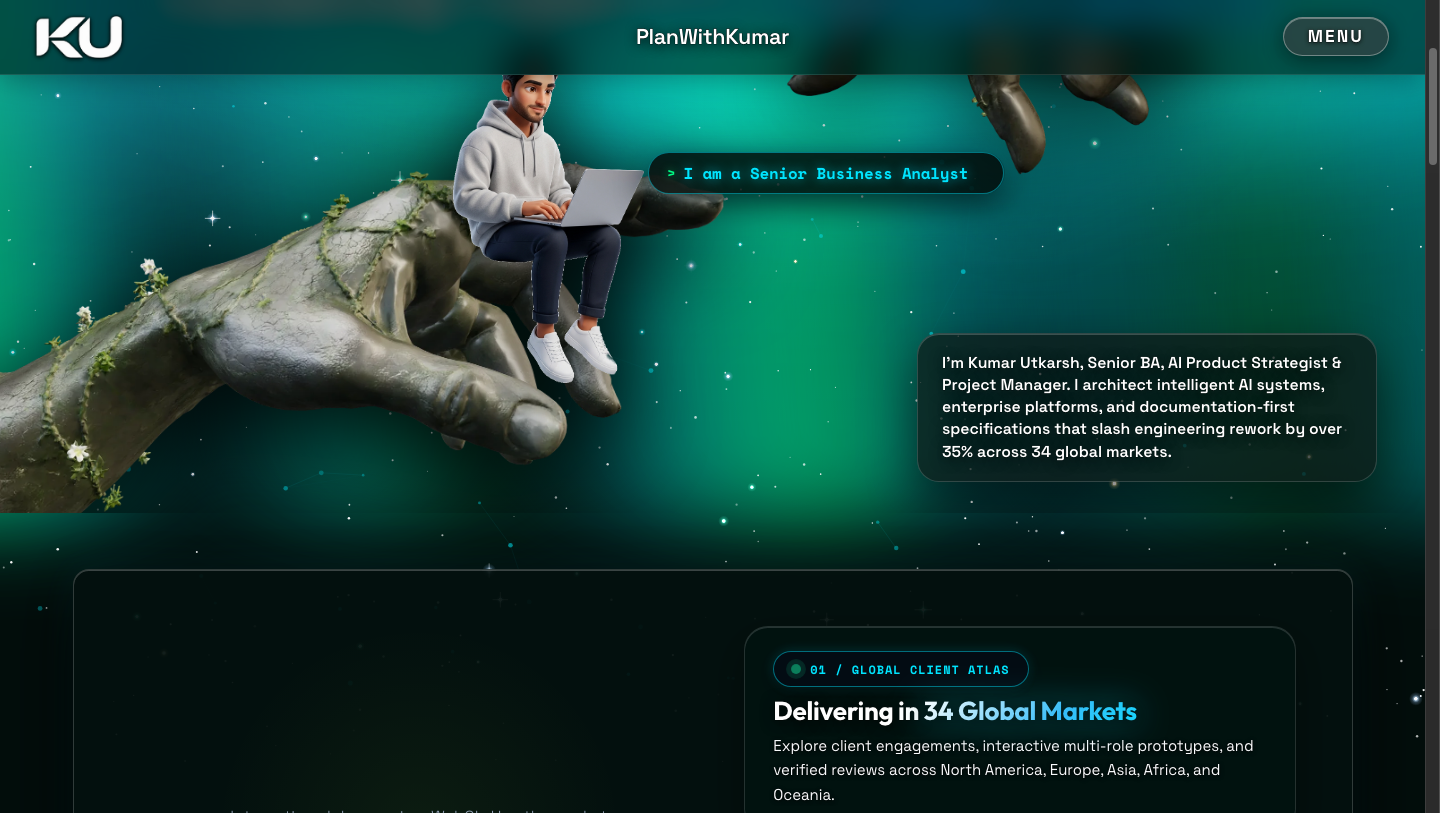 KU
PlanWithKumar
MENU
> I am a Senior Business Analyst
I'm Kumar Utkarsh, Senior BA, AI Product Strategist &
Project Manager. I architect intelligent AI systems,
enterprise platforms, and documentation-first
specifications that slash engineering rework by over
35% across 34 global markets.
01 / GLOBAL CLIENT ATLAS
Delivering in 34 Global Markets
Explore client engagements, interactive multi-role prototypes, and
verified reviews across North America, Europe, Asia, Africa, and
Oceania.